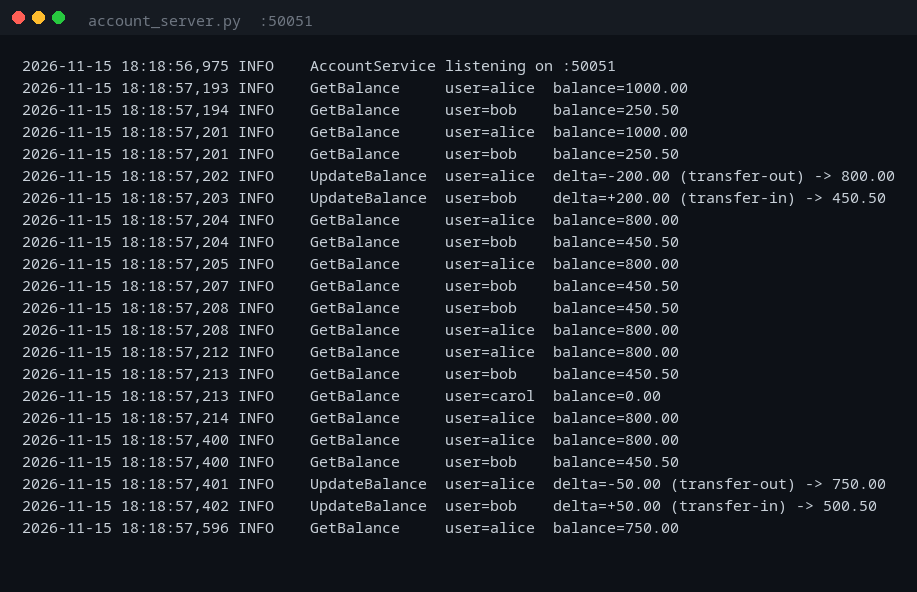 account_server.py  :50051
2026-11-15 18:18:56,975 INFO    AccountService listening on :50051
2026-11-15 18:18:57,193 INFO    GetBalance     user=alice  balance=1000.00
2026-11-15 18:18:57,194 INFO    GetBalance     user=bob    balance=250.50
2026-11-15 18:18:57,201 INFO    GetBalance     user=alice  balance=1000.00
2026-11-15 18:18:57,201 INFO    GetBalance     user=bob    balance=250.50
2026-11-15 18:18:57,202 INFO    UpdateBalance  user=alice  delta=-200.00 (transfer-out) -> 800.00
2026-11-15 18:18:57,203 INFO    UpdateBalance  user=bob    delta=+200.00 (transfer-in) -> 450.50
2026-11-15 18:18:57,204 INFO    GetBalance     user=alice  balance=800.00
2026-11-15 18:18:57,204 INFO    GetBalance     user=bob    balance=450.50
2026-11-15 18:18:57,205 INFO    GetBalance     user=alice  balance=800.00
2026-11-15 18:18:57,207 INFO    GetBalance     user=bob    balance=450.50
2026-11-15 18:18:57,208 INFO    GetBalance     user=bob    balance=450.50
2026-11-15 18:18:57,208 INFO    GetBalance     user=alice  balance=800.00
2026-11-15 18:18:57,212 INFO    GetBalance     user=alice  balance=800.00
2026-11-15 18:18:57,213 INFO    GetBalance     user=bob    balance=450.50
2026-11-15 18:18:57,213 INFO    GetBalance     user=carol  balance=0.00
2026-11-15 18:18:57,214 INFO    GetBalance     user=alice  balance=800.00
2026-11-15 18:18:57,400 INFO    GetBalance     user=alice  balance=800.00
2026-11-15 18:18:57,400 INFO    GetBalance     user=bob    balance=450.50
2026-11-15 18:18:57,401 INFO    UpdateBalance  user=alice  delta=-50.00 (transfer-out) -> 750.00
2026-11-15 18:18:57,402 INFO    UpdateBalance  user=bob    delta=+50.00 (transfer-in) -> 500.50
2026-11-15 18:18:57,596 INFO    GetBalance     user=alice  balance=750.00